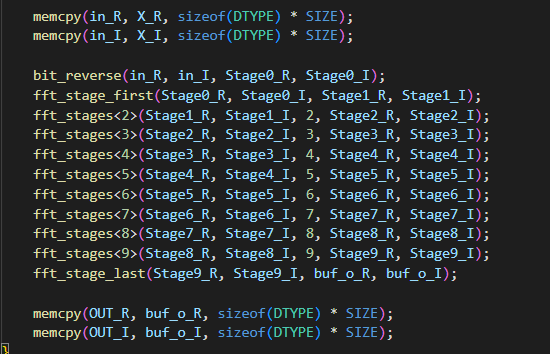 memcpy(in_R, X_R, sizeof(DTYPE) * SIZE);
memcpy(in_I, X_I, sizeof(DTYPE) * SIZE);
bit_reverse(in_R, in_I, Stage0_R, Stage0_I);
fft_stage_first(Stage0_R, Stage0_I, Stage1_R, Stage1_I);
fft_stages<2>(Stage1_R, Stage1_I, 2, Stage2_R, Stage2_I);
fft_stages<3>(Stage2_R, Stage2_I, 3, Stage3_R, Stage3_I);
fft_stages<4>(Stage3_R, Stage3_I, 4, Stage4_R, Stage4_I);
fft_stages<5>(Stage4_R, Stage4_I, 5, Stage5_R, Stage5_I);
fft_stages<6>(Stage5_R, Stage5_I, 6, Stage6_R, Stage6_I);
fft_stages<7>(Stage6_R, Stage6_I, 7, Stage7_R, Stage7_I);
fft_stages<8>(Stage7_R, Stage7_I, 8, Stage8_R, Stage8_I);
fft_stages<9>(Stage8_R, Stage8_I, 9, Stage9_R, Stage9_I);
fft_stage_last(Stage9_R, Stage9_I, buf_o_R, buf_o_I);
memcpy(OUT_R, buf_o_R, sizeof(DTYPE) * SIZE);
memcpy(OUT_I, buf_o_I, sizeof(DTYPE) * SIZE);
}